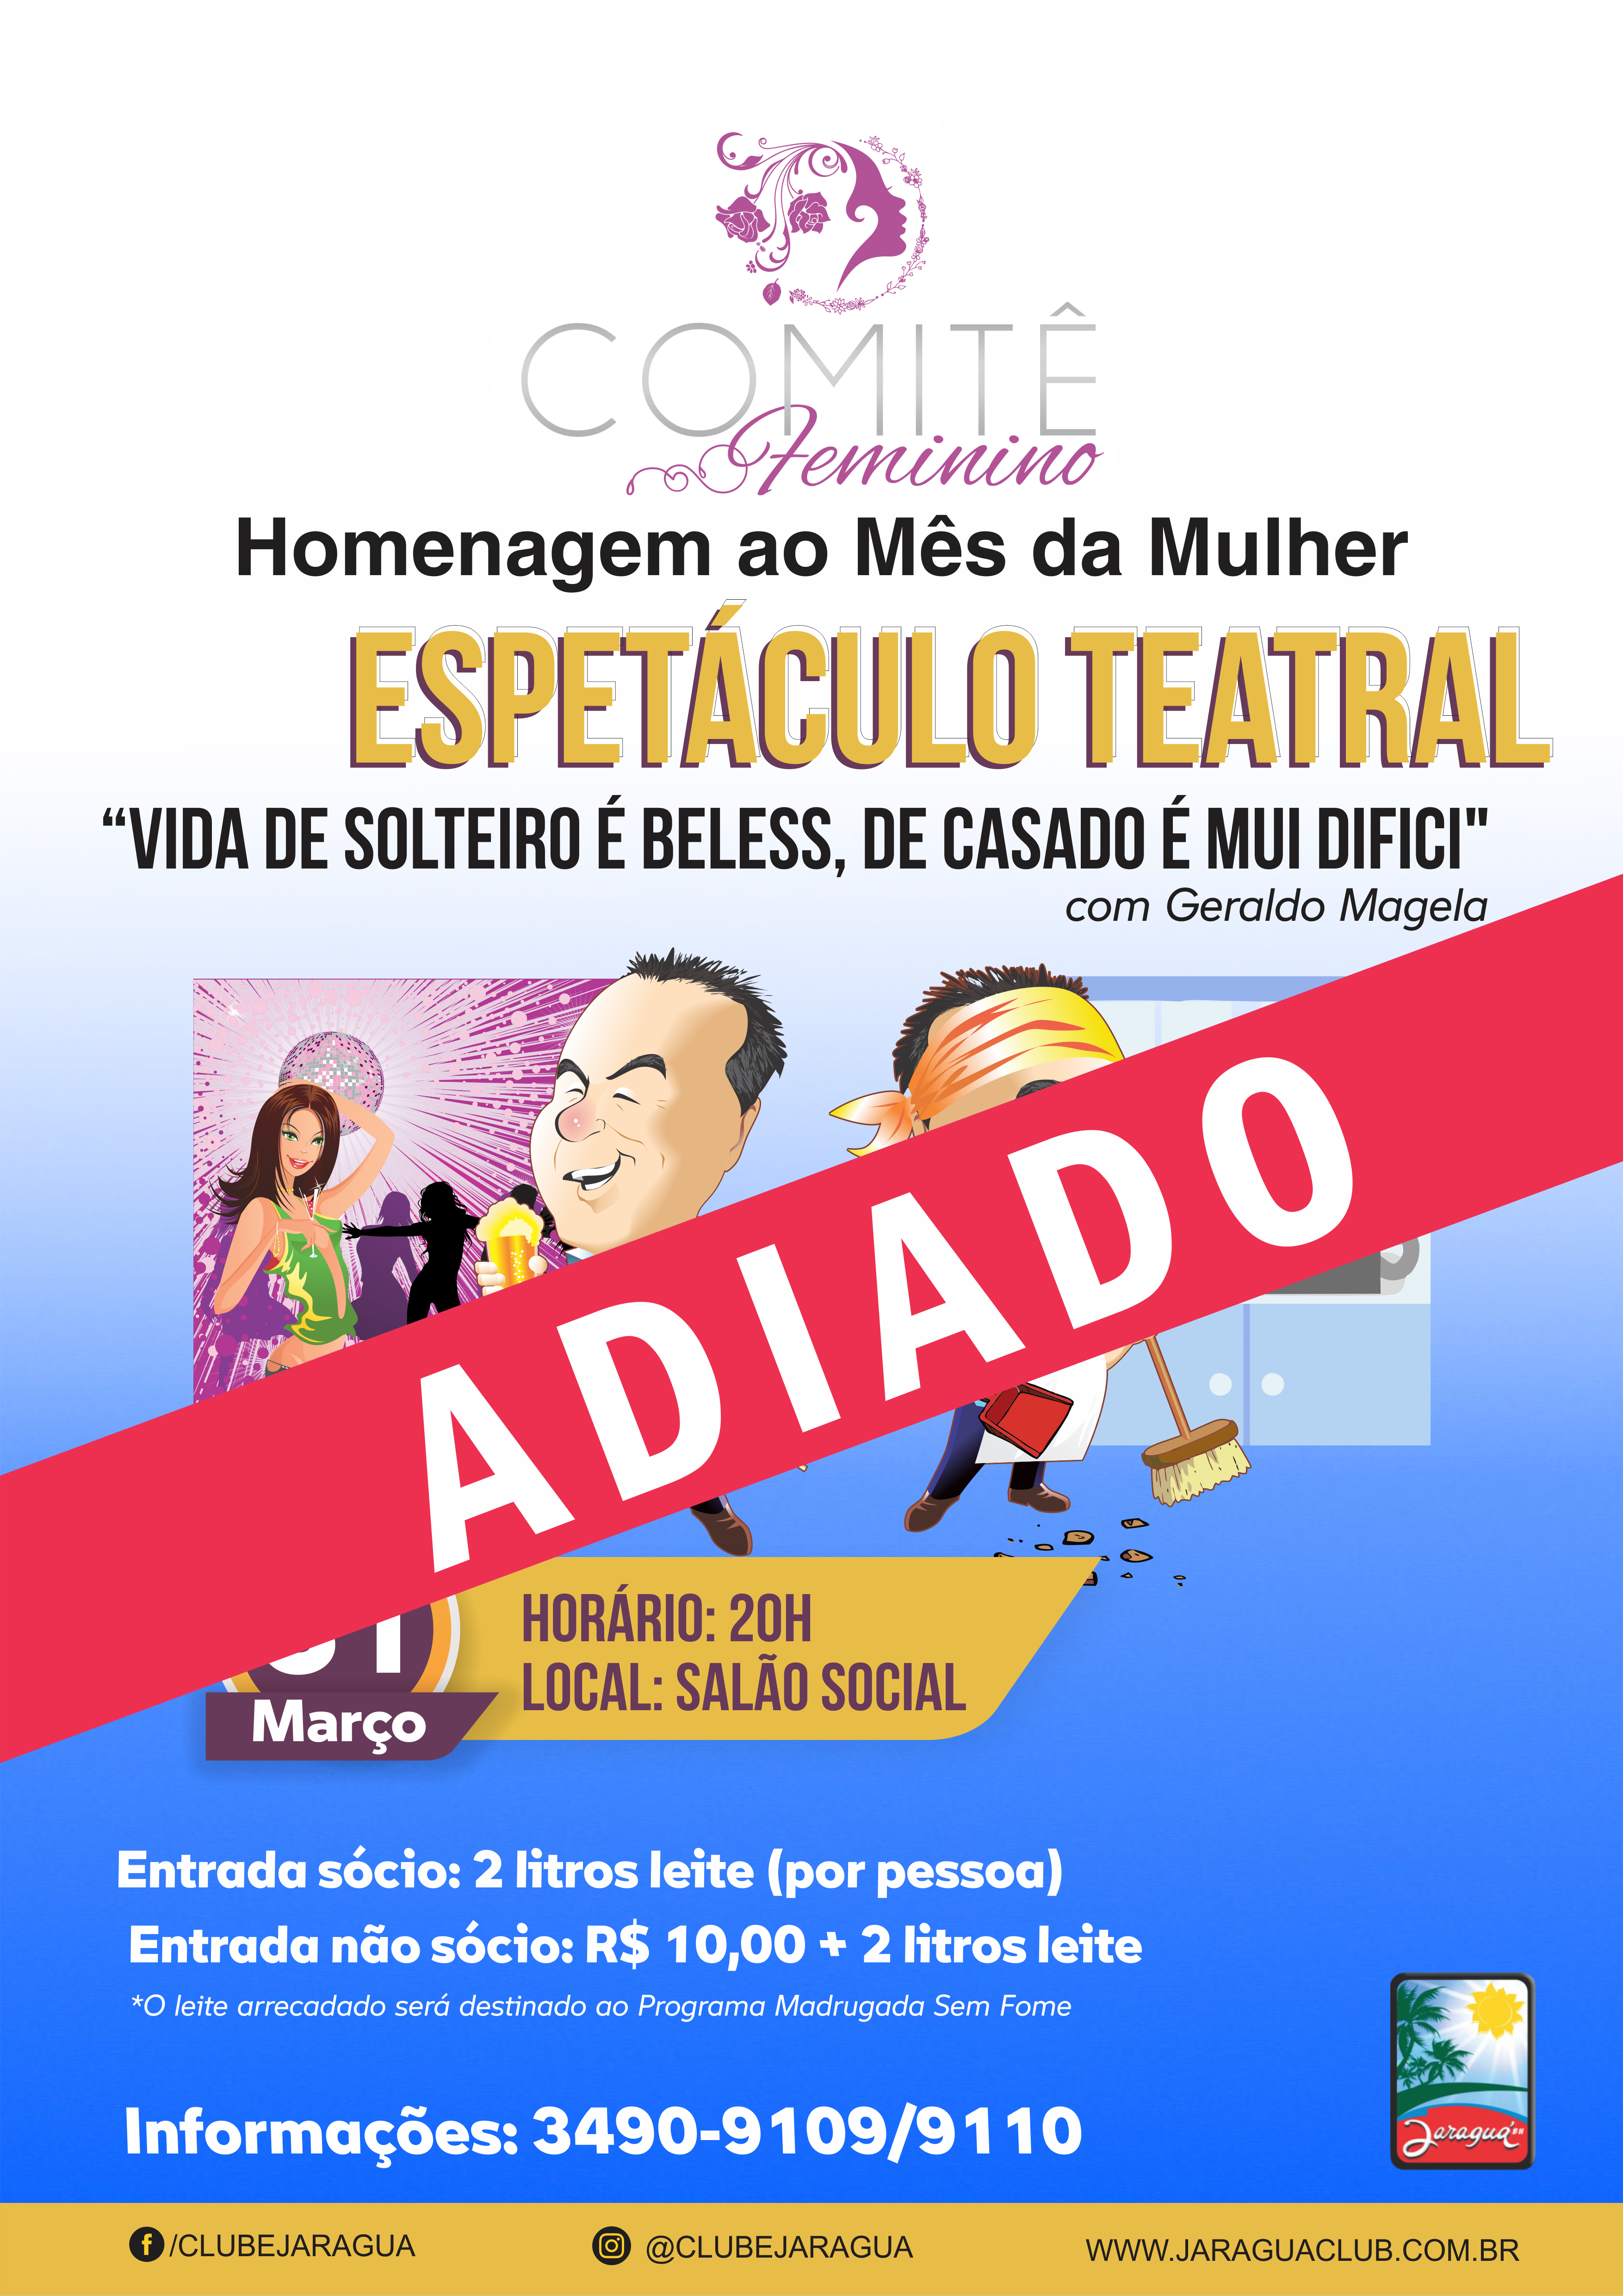 COMITÊ
Feminino
Homenagem ao Mês da Mulher
ESPETÁCULO TEATRAL
“VIDA DE SOLTEIRO É BELESS, DE CASADO É MUI DIFICI"
com Geraldo Magela
ADIADO
HORÁRIO: 20H
LOCAL: SALÃO SOCIAL
Março
Entrada sócio: 2 litros leite (por pessoa)
Entrada não sócio: R$ 10,00 + 2 litros leite
*O leite arrecadado será destinado ao Programa Madrugada Sem Fome
Informações: 3490-9109/9110
Jaraguá BH
/CLUBEJARAGUA
@CLUBEJARAGUA
WWW.JARAGUACLUB.COM.BR